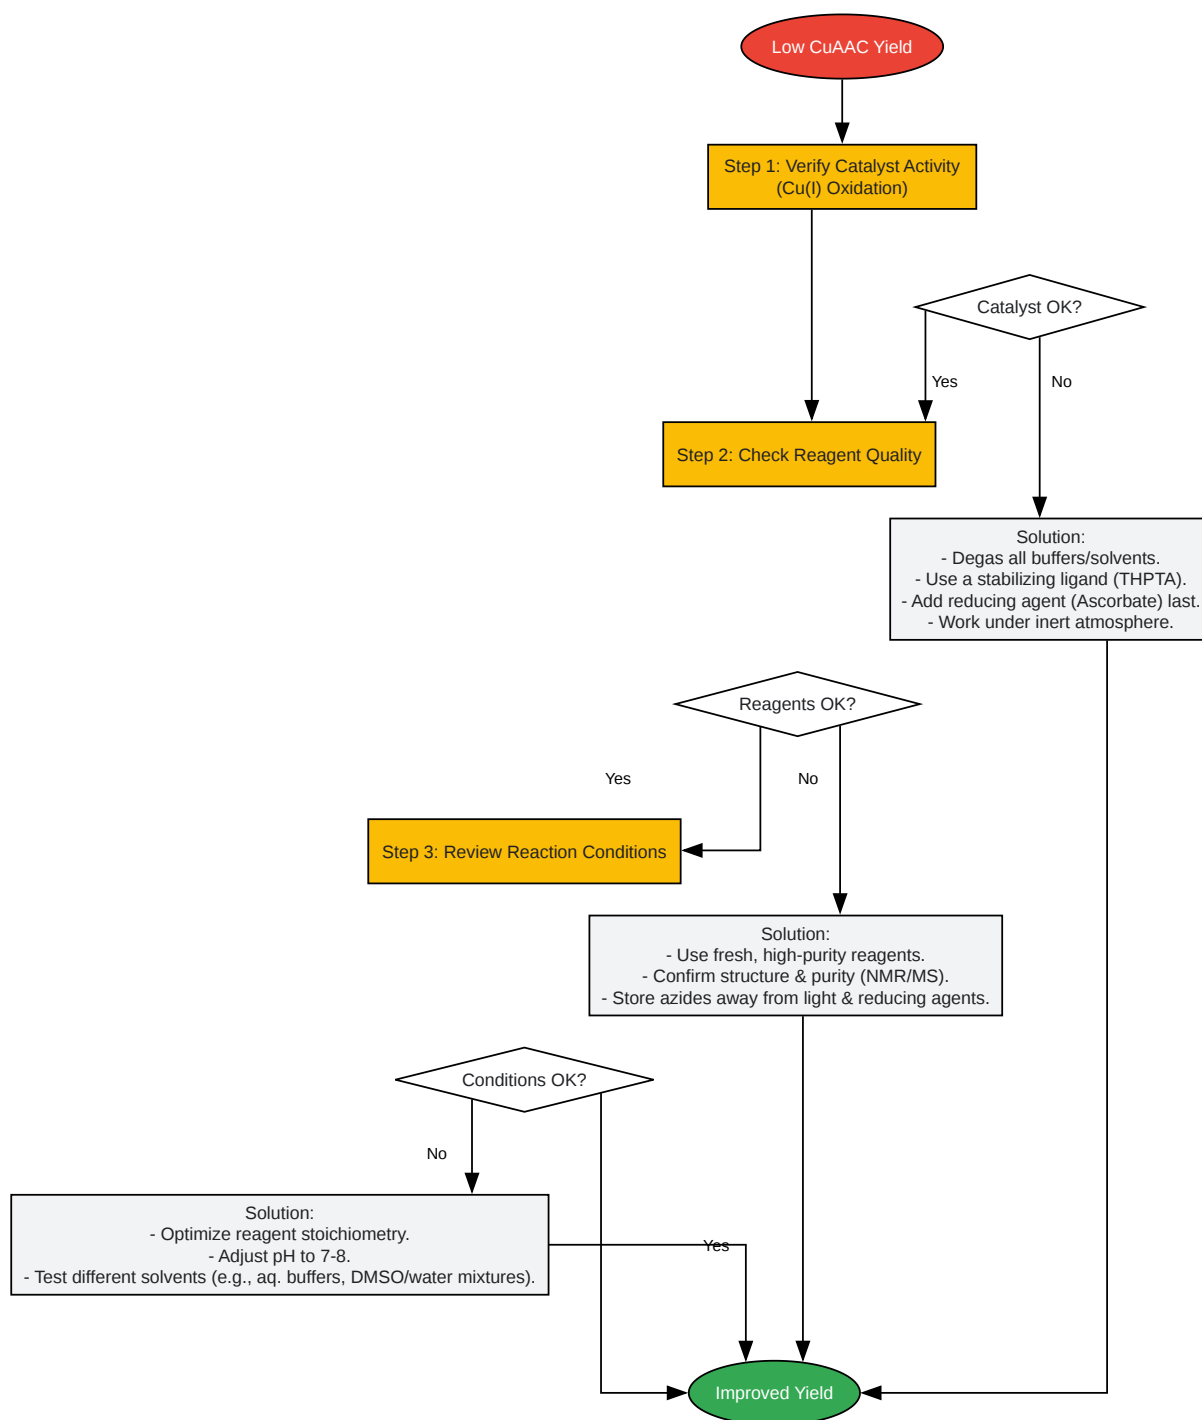 Low CuAAC Yield
Step 1: Verify Catalyst Activity
(Cu(I) Oxidation)
Catalyst OK?
Yes
No
Step 2: Check Reagent Quality
Solution:
- Degas all buffers/solvents.
- Use a stabilizing ligand (THPTA).
- Add reducing agent (Ascorbate) last.
- Work under inert atmosphere.
Reagents OK?
Yes
No
Step 3: Review Reaction Conditions
Solution:
- Use fresh, high-purity reagents.
- Confirm structure & purity (NMR/MS).
- Store azides away from light & reducing agents.
Conditions OK?
No
Solution:
- Optimize reagent stoichiometry.
- Adjust pH to 7-8.
- Test different solvents (e.g., aq. buffers, DMSO/water mixtures).
Yes
Improved Yield